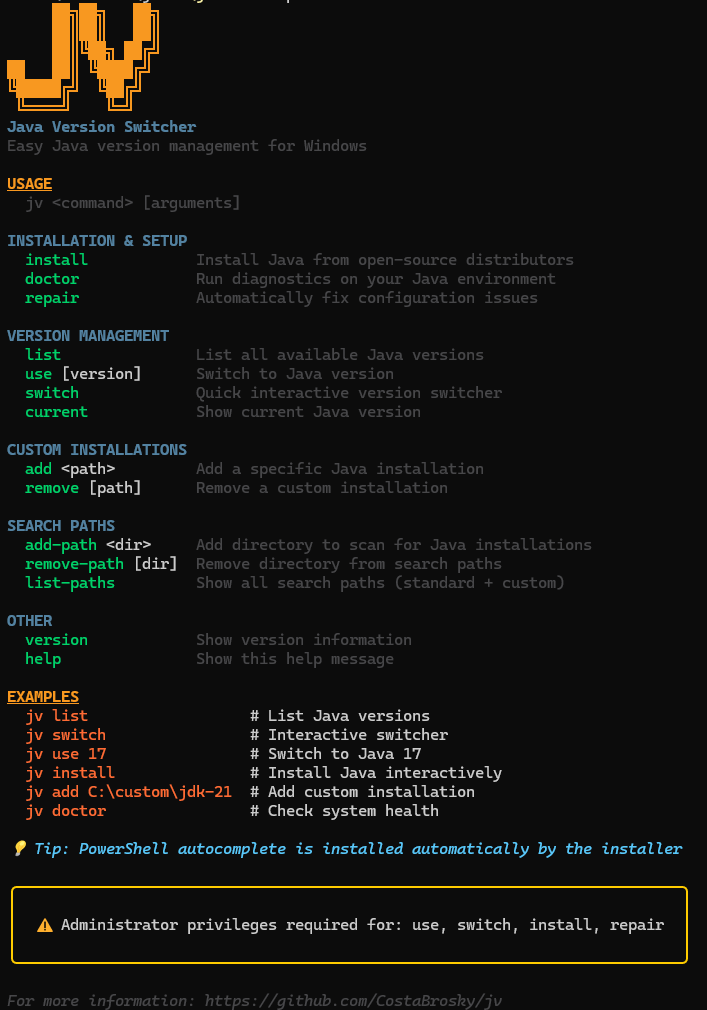 JV
Java Version Switcher
Easy Java version management for Windows
USAGE
jv <command> [arguments]
INSTALLATION & SETUP
install Install Java from open-source distributors
doctor Run diagnostics on your Java environment
repair Automatically fix configuration issues
VERSION MANAGEMENT
list List all available Java versions
use [version] Switch to Java version
switch Quick interactive version switcher
current Show current Java version
CUSTOM INSTALLATIONS
add <path> Add a specific Java installation
remove [path] Remove a custom installation
SEARCH PATHS
add-path <dir> Add directory to scan for Java installations
remove-path [dir] Remove directory from search paths
list-paths Show all search paths (standard + custom)
OTHER
version Show version information
help Show this help message
EXAMPLES
jv list # List Java versions
jv switch # Interactive switcher
jv use 17 # Switch to Java 17
jv install # Install Java interactively
jv add C:\custom\jdk-21 # Add custom installation
jv doctor # Check system health
💡 Tip: PowerShell autocomplete is installed automatically by the installer
⚠ Administrator privileges required for: use, switch, install, repair
For more information: https://github.com/CostaBrosky/jv